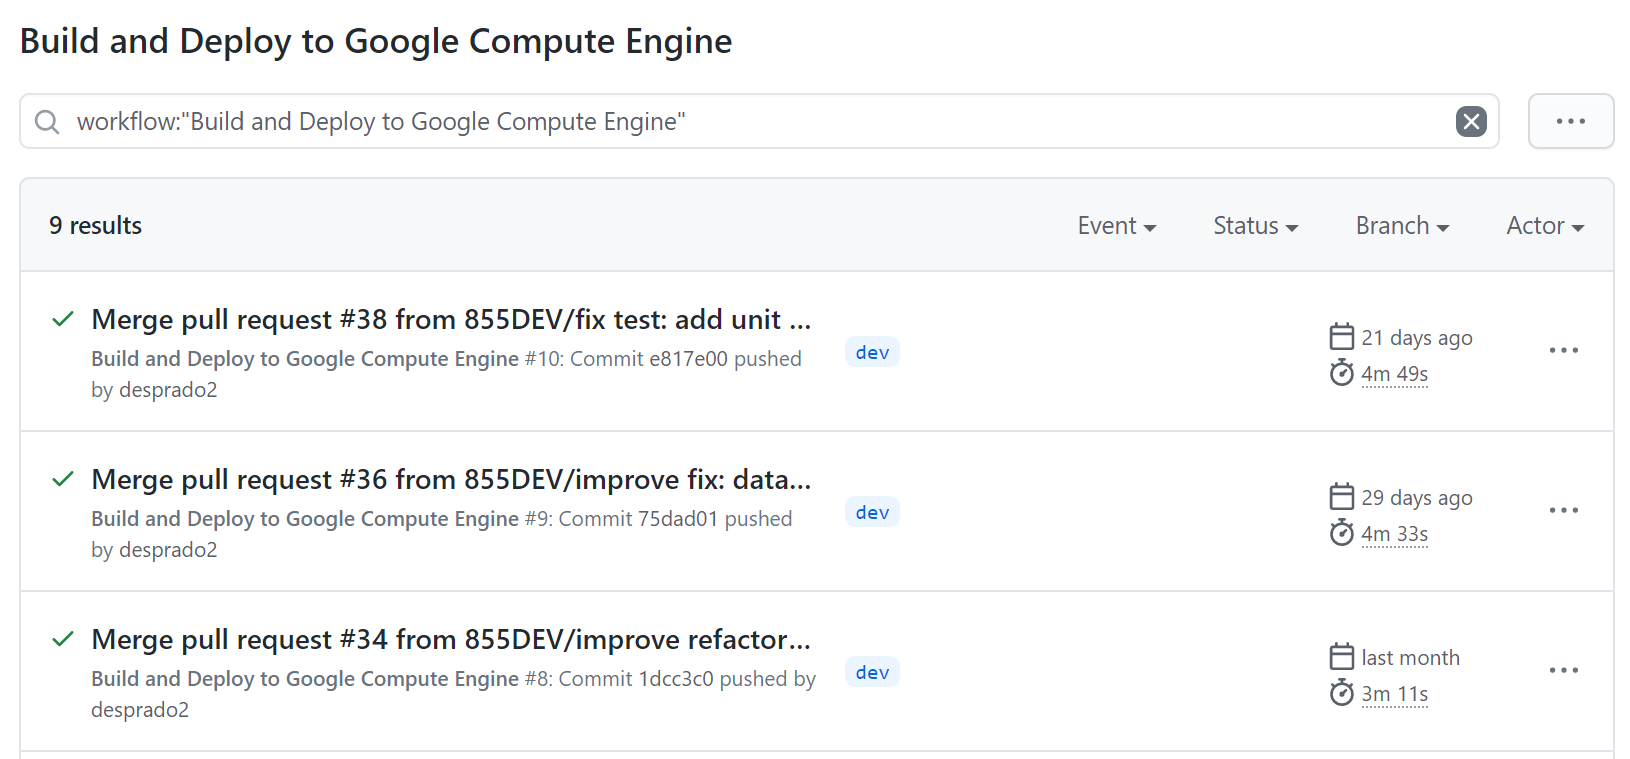 Build and Deploy to Google Compute Engine
workflow:"Build and Deploy to Google Compute Engine"
9 results
Event
Status
Branch
Actor
Merge pull request #38 from 855DEV/fix test: add unit ...
Build and Deploy to Google Compute Engine #10: Commit e817e00 pushed
by desprado2
dev
21 days ago
4m 49s
Merge pull request #36 from 855DEV/improve fix: data...
Build and Deploy to Google Compute Engine #9: Commit 75dad01 pushed
by desprado2
dev
29 days ago
4m 33s
Merge pull request #34 from 855DEV/improve refactor...
Build and Deploy to Google Compute Engine #8: Commit 1dcc3c0 pushed by
desprado2
dev
last month
3m 11s